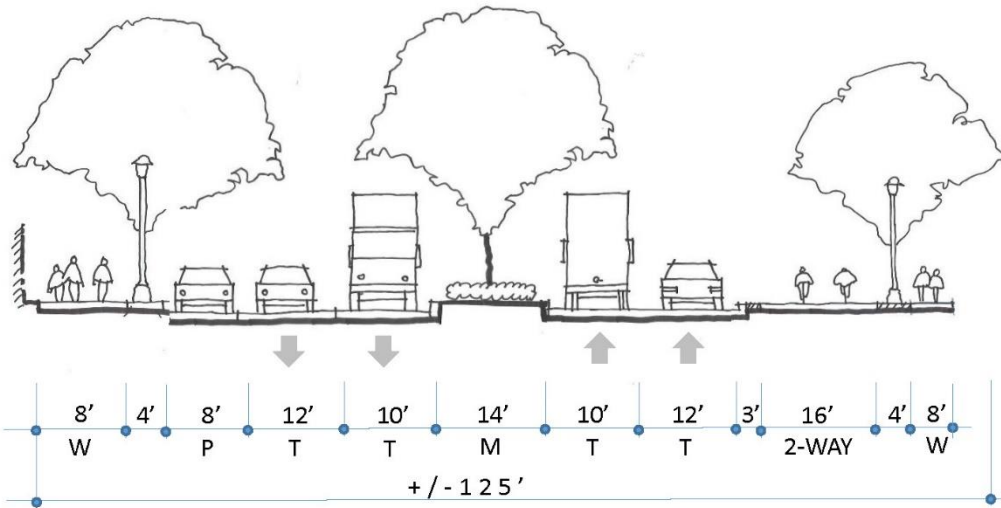 8’ 4’ 8’ 12’ 10’ 14’ 10’ 12’ 3’ 16’ 4’ 8’
W P T T M T T 2-WAY W
+/-125’